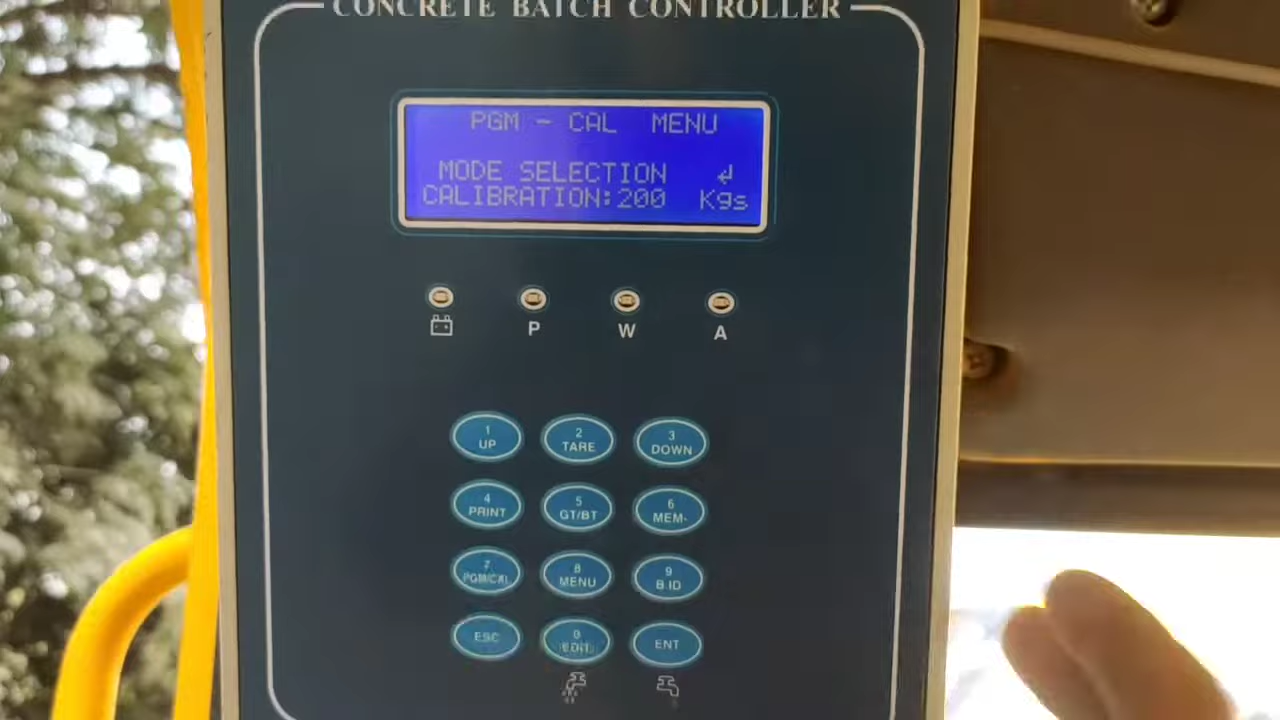 CONCRETE BATCH CONTROLLER
PGM - CAL MENU
MODE SELECTION ↲
CALIBRATION:200 Kgs
P W A
1 UP
2 TARE
3 DOWN
4 PRINT
5 GT/BT
6 MEM-
7 PGM/CAL
8 MENU
9 B.ID
ESC
0 EDIT
ENT